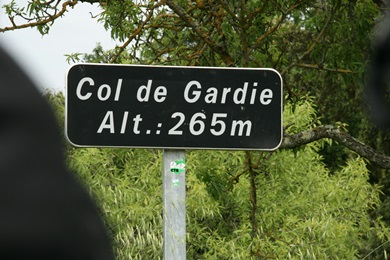 Col de Gardie
Alt.: 265m